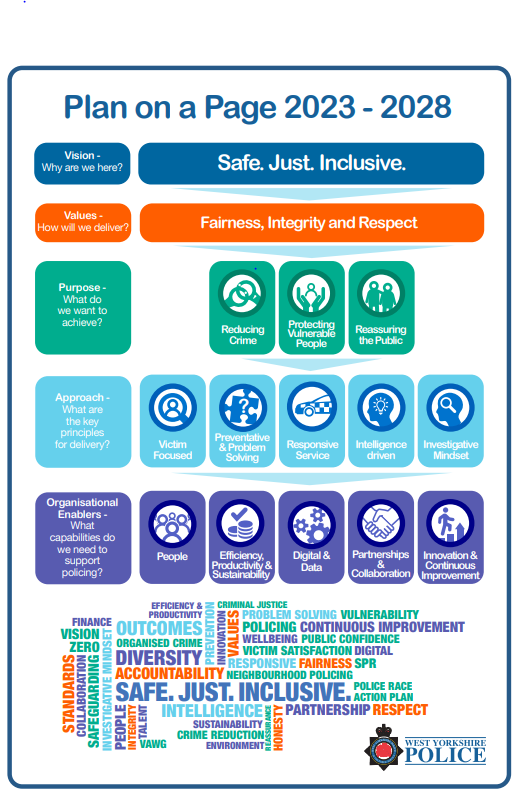 Plan on a Page 2023 - 2028
Vision -
Why are we here?
Safe. Just. Inclusive.
Values -
How will we deliver?
Fairness, Integrity and Respect
Purpose -
What do
we want to
achieve?
Reducing
Crime
Protecting
Vulnerable
People
Reassuring
the Public
Approach -
What are
the key
principles
for delivery?
Victim
Focused
Preventative
& Problem
Solving
Responsive
Service
Intelligence
driven
Investigative
Mindset
Organisational
Enablers -
What
capabilities do
we need to
support
policing?
People
Efficiency,
Productivity &
Sustainability
Digital &
Data
Partnerships
&
Collaboration
Innovation &
Continuous
Improvement
EFFICIENCY &
PRODUCTIVITY
PREVENTION
CRIMINAL JUSTICE
INNOVATION
VALUES
PROBLEM SOLVING
VULNERABILITY
FINANCE
OUTCOMES
POLICING
CONTINUOUS IMPROVEMENT
VISION
ZERO
INVESTIGATIVE MINDSET
ORGANISED CRIME
WELLBEING
PUBLIC CONFIDENCE
DIVERSITY
VICTIM SATISFACTION
DIGITAL
STANDARDS
COLLABORATION
SAFEGUARDING
RESPONSIVE
FAIRNESS
SPR
ACCOUNTABILITY
NEIGHBOURHOOD POLICING
SAFE. JUST. INCLUSIVE.
POLICE RACE
ACTION PLAN
PEOPLE
INTEGRITY
TALENT
INTELLIGENCE
REASSURANCE
HONESTY
PARTNERSHIP
RESPECT
SUSTAINABILITY
CRIME REDUCTION
VAWG
ENVIRONMENT
WEST YORKSHIRE
POLICE